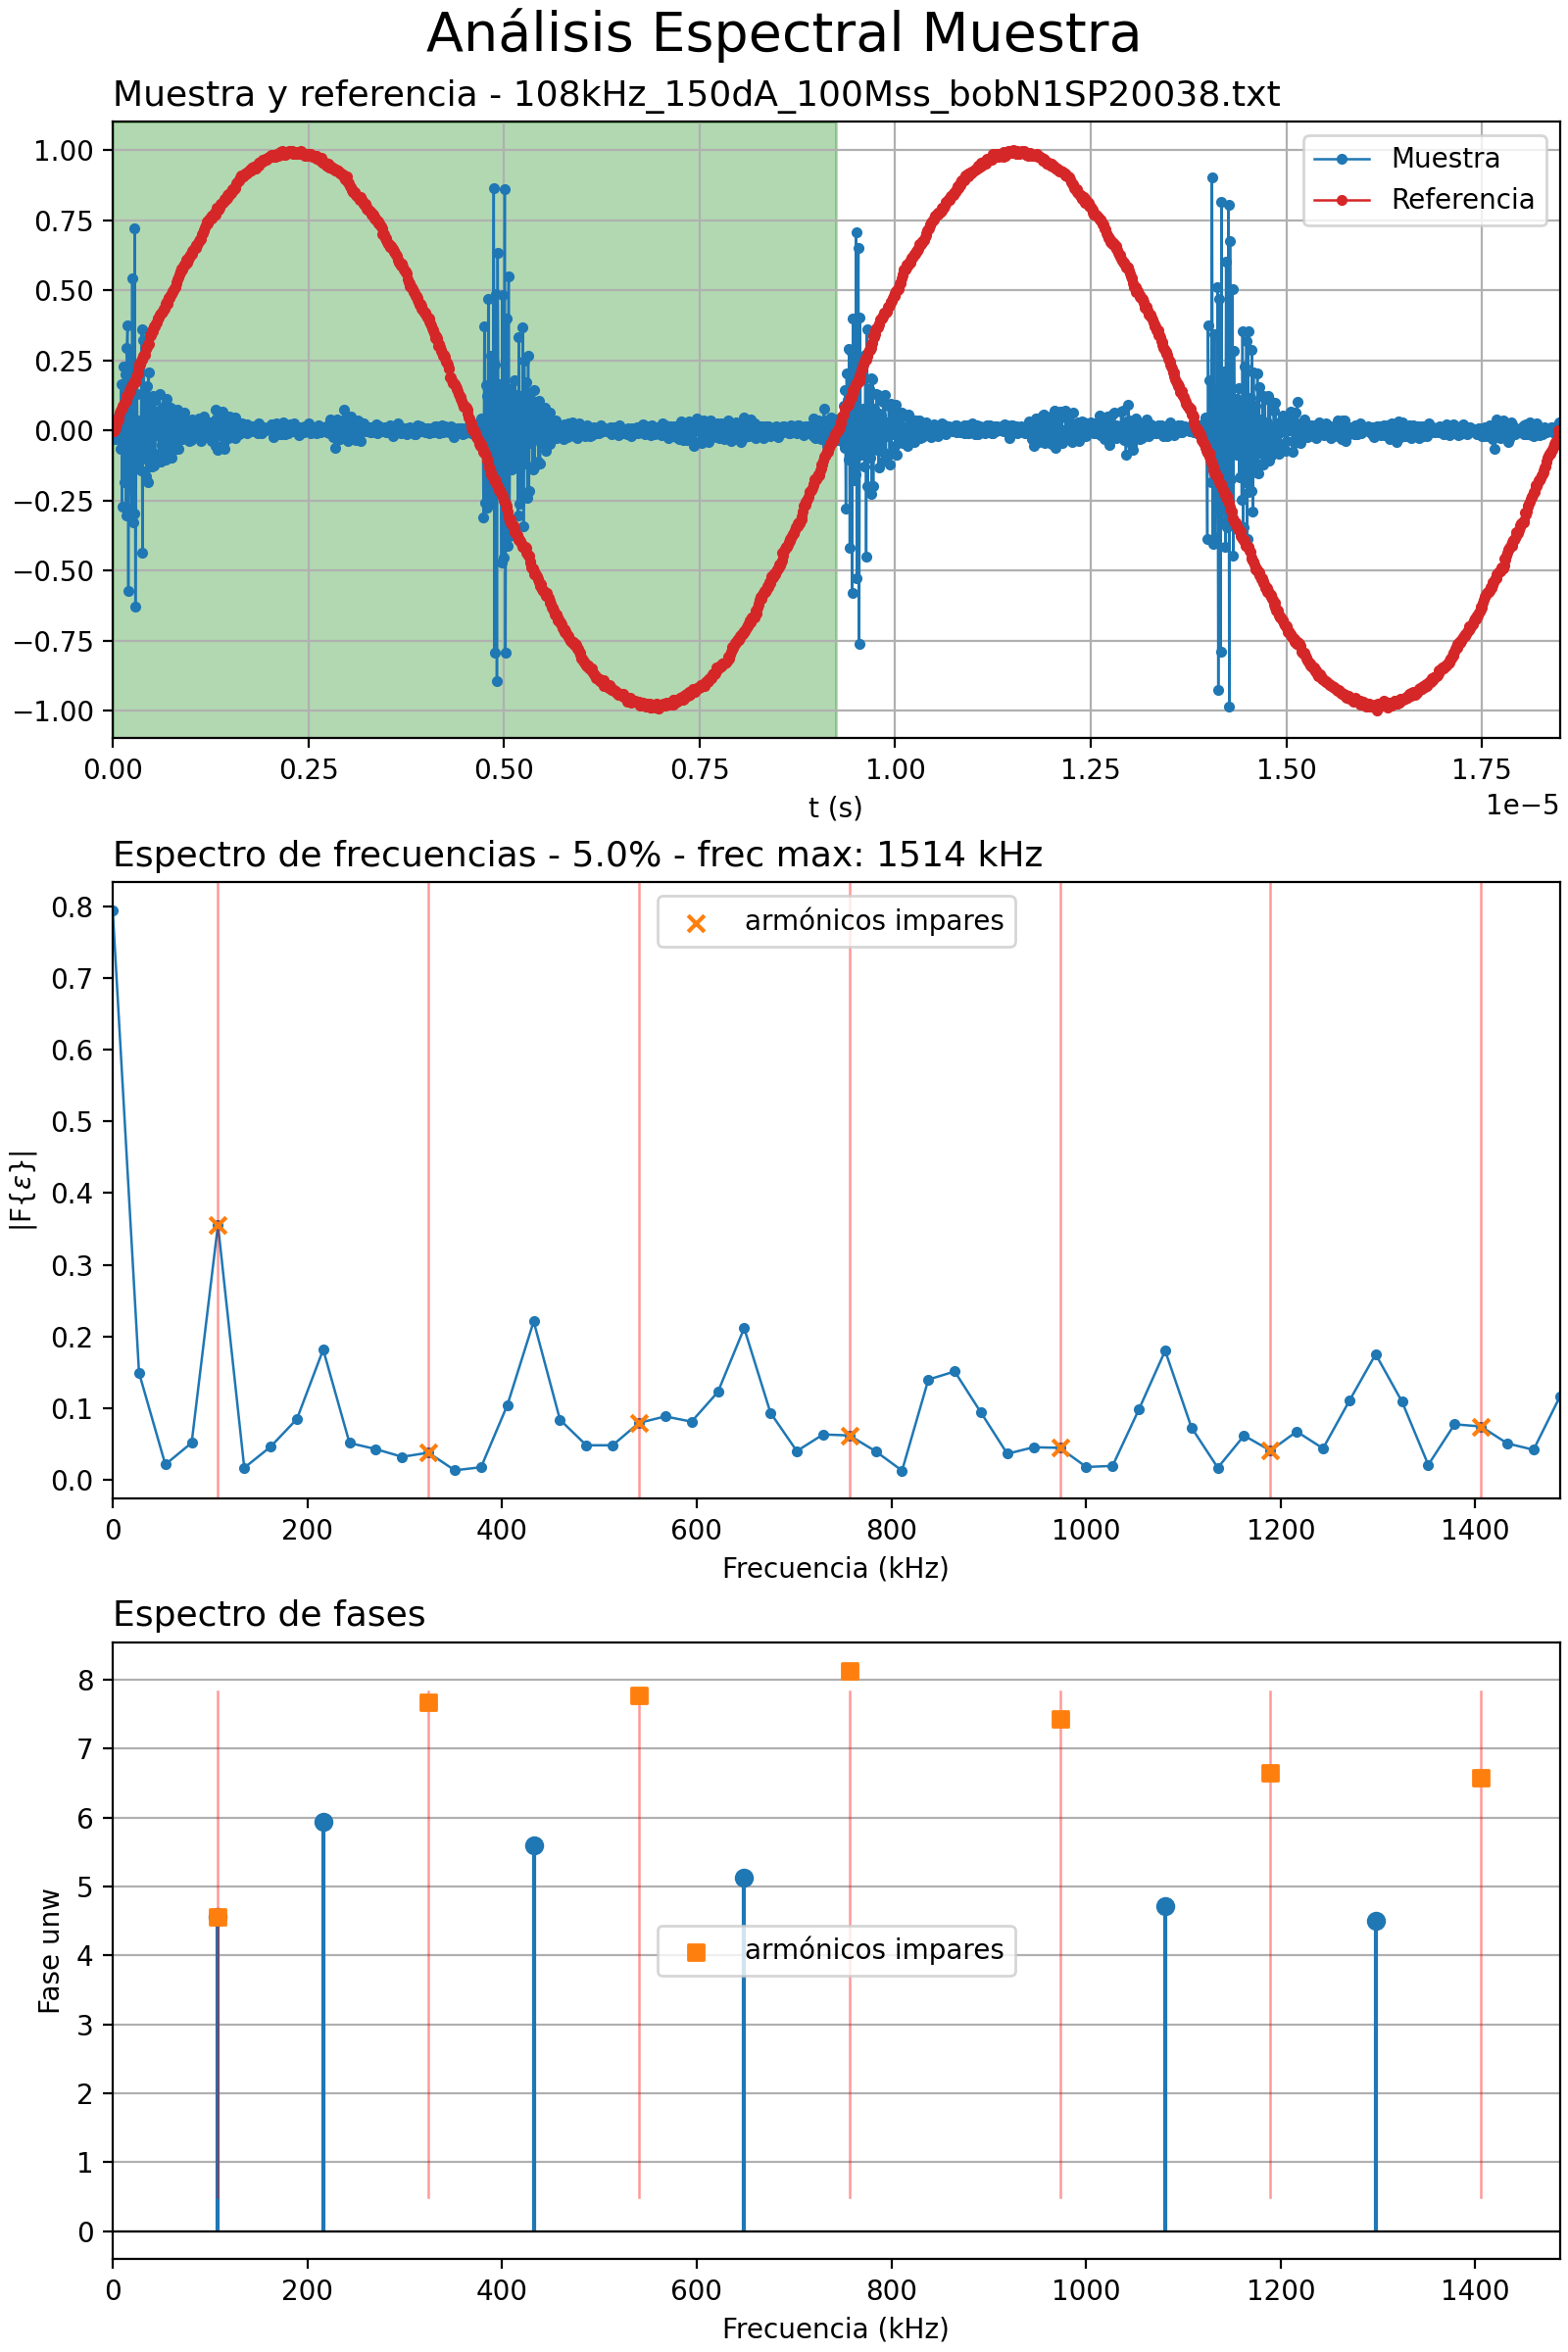 Análisis Espectral Muestra
Muestra y referencia - 108kHz_150dA_100Mss_bobN1SP20038.txt
Muestra
Referencia
1.00
0.75
0.50
0.25
0.00
−0.25
−0.50
−0.75
−1.00
0.00 0.25 0.50 0.75 1.00 1.25 1.50 1.75
1e−5
t (s)
Espectro de frecuencias - 5.0% - frec max: 1514 kHz
armónicos impares
|F{ε}|
0.8
0.7
0.6
0.5
0.4
0.3
0.2
0.1
0.0
0 200 400 600 800 1000 1200 1400
Frecuencia (kHz)
Espectro de fases
Fase unw
armónicos impares
8
7
6
5
4
3
2
1
0
0 200 400 600 800 1000 1200 1400
Frecuencia (kHz)